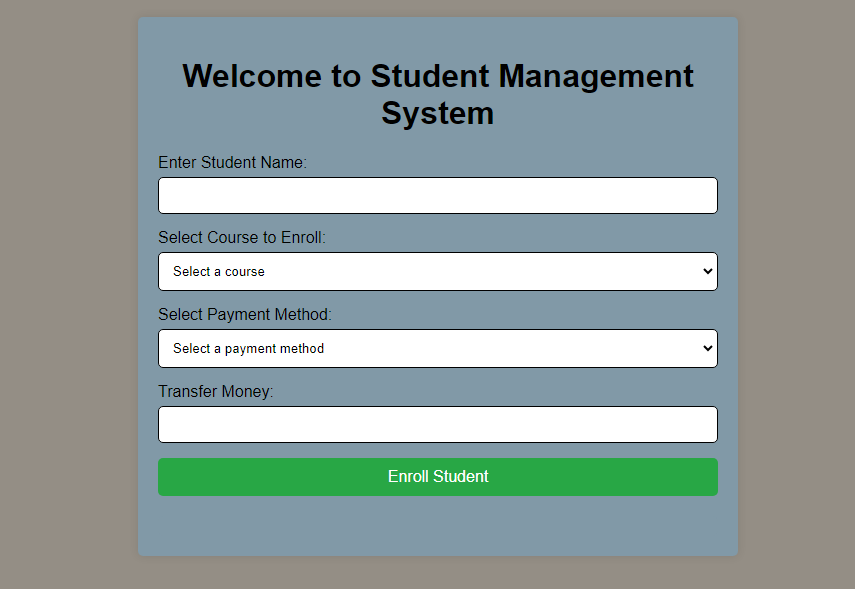 Welcome to Student Management
System
Enter Student Name:
Select Course to Enroll:
Select a course
Select Payment Method:
Select a payment method
Transfer Money:
Enroll Student